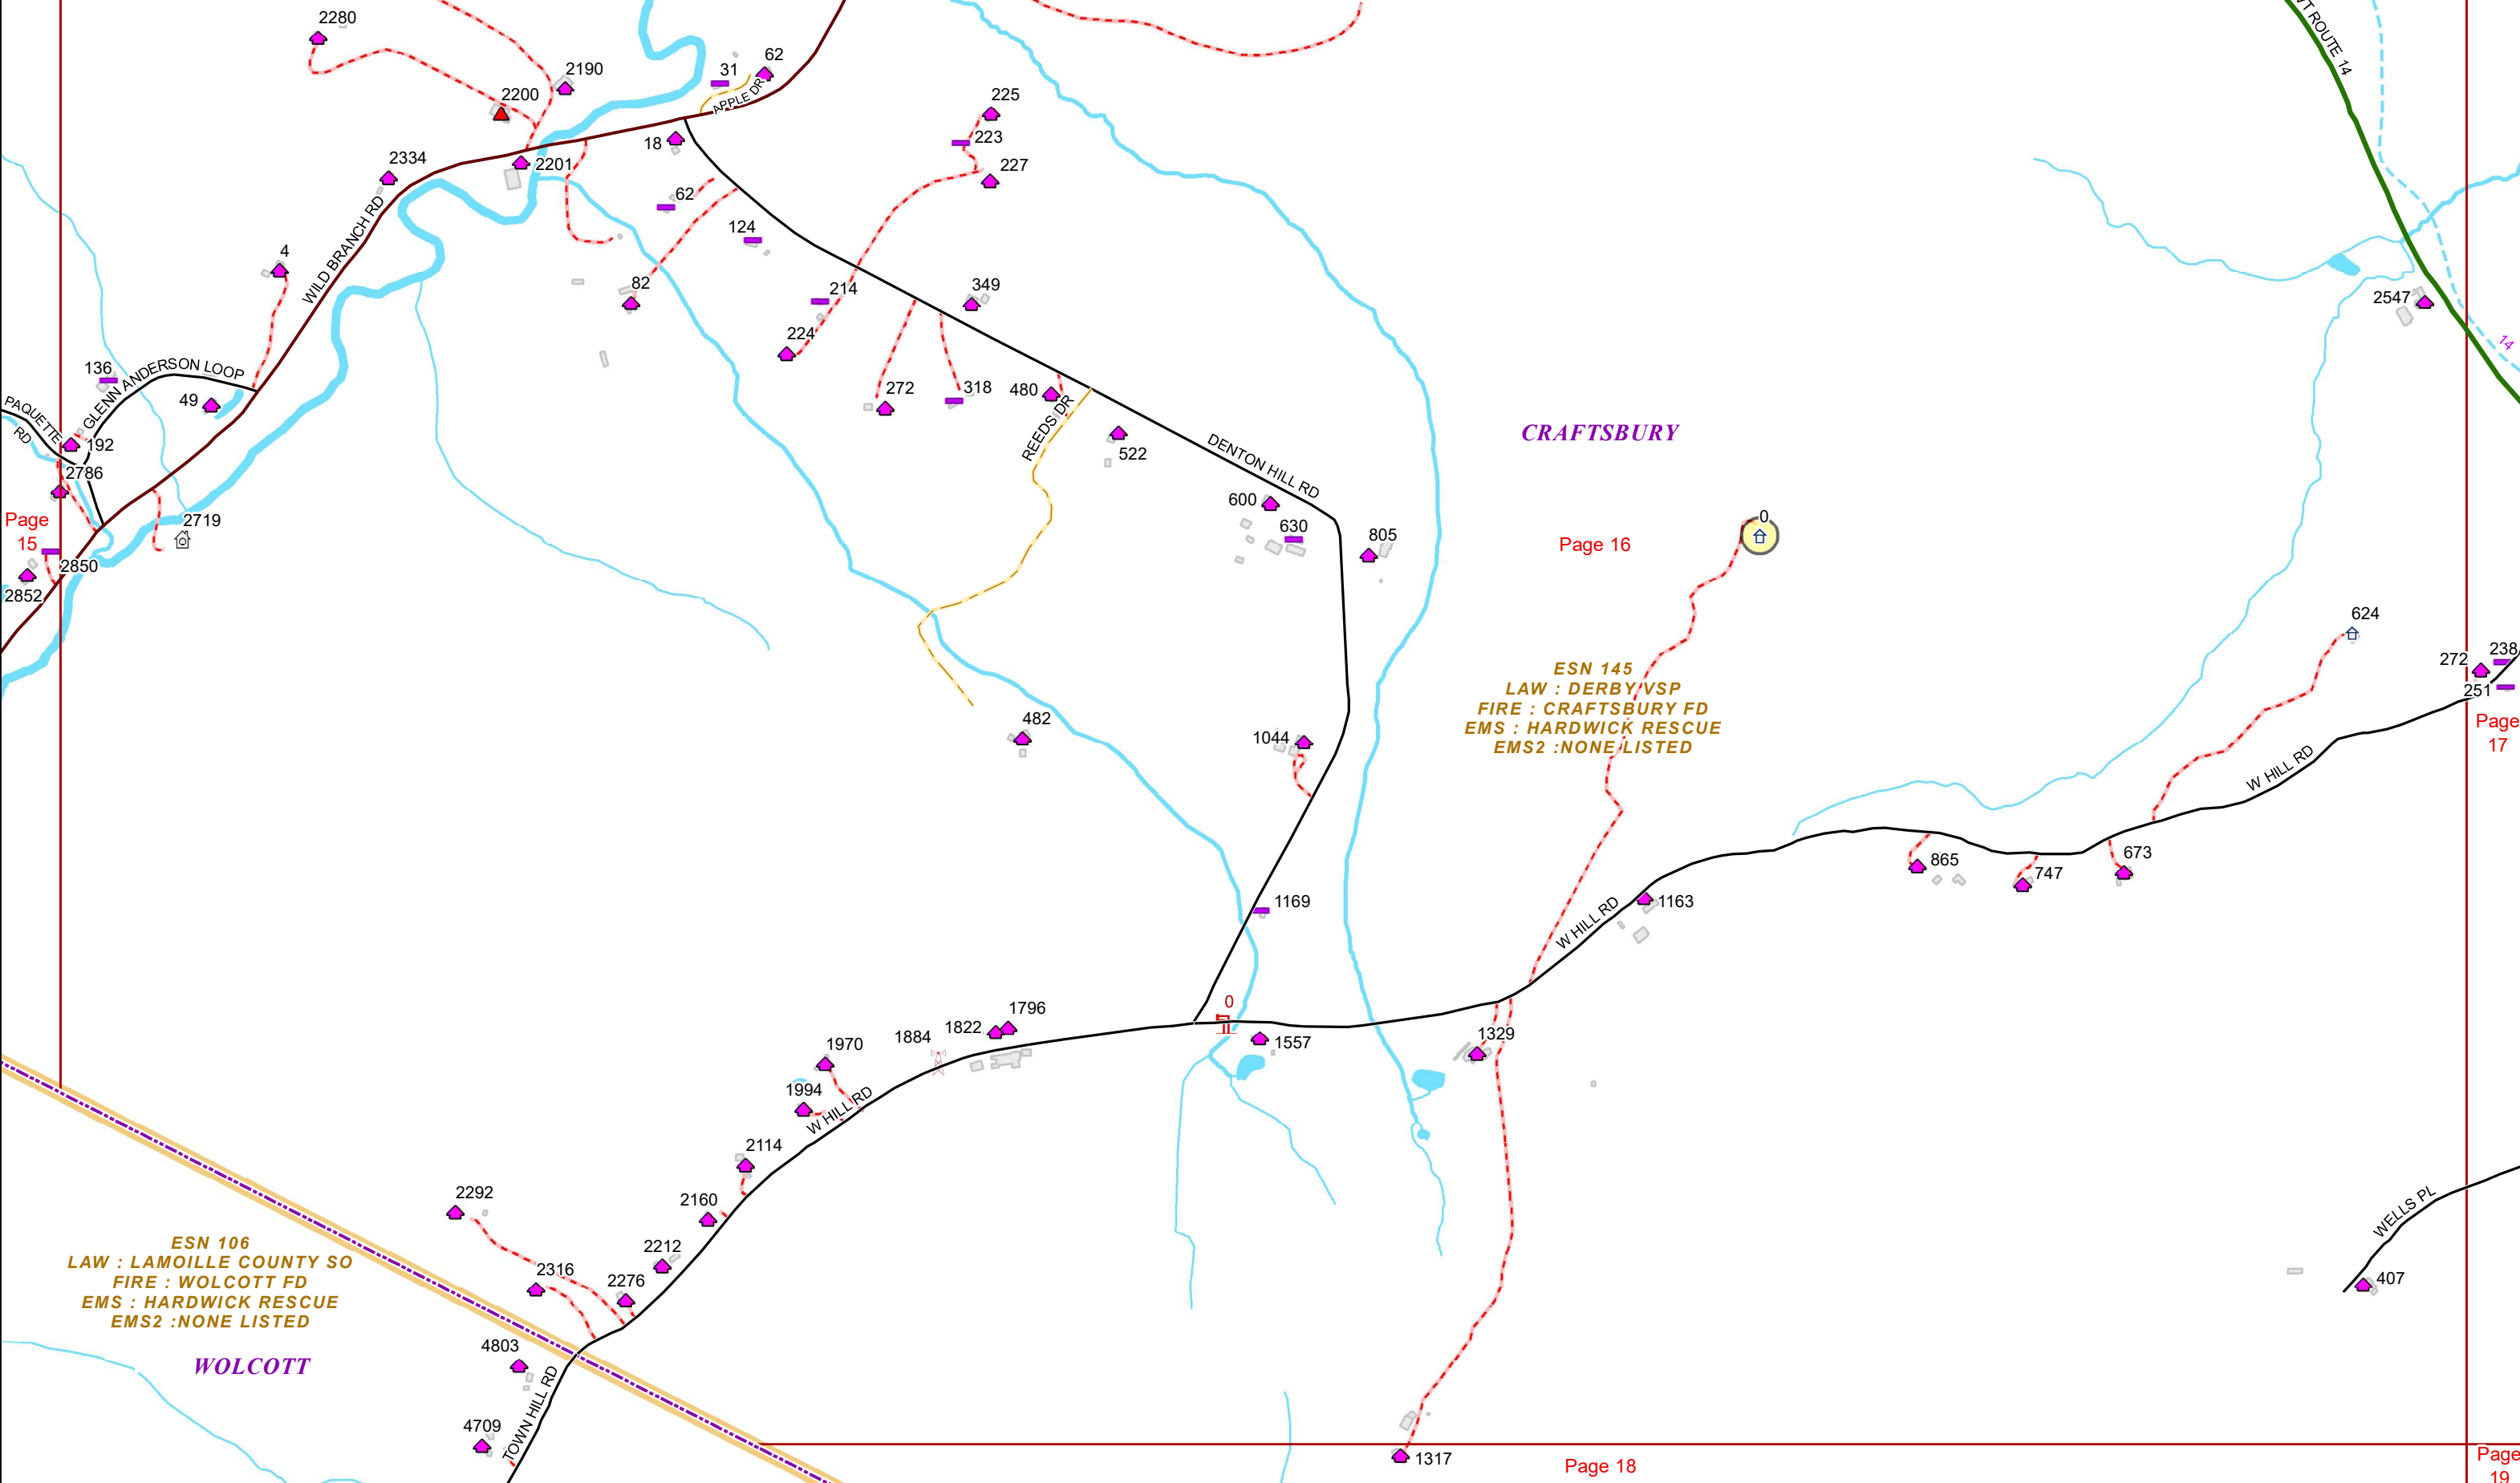 2280
2190
2200
31
62
APPLE DR
VT ROUTE 14
225
223
227
18
2201
2334
WILD BRANCH RD
62
124
4
82
214
349
224
2547
14
136
GLENN ANDERSON LOOP
49
272
318
480
REEDS DR
PAQUETTE
RD
192
2786
522
DENTON HILL RD
CRAFTSBURY
600
630
805
0
Page 16
Page
15
2719
2850
2852
624
272
238
251
Page
17
ESN 145
LAW : DERBY VSP
FIRE : CRAFTSBURY FD
EMS : HARDWICK RESCUE
EMS2 :NONE LISTED
482
1044
W HILL RD
865
747
673
1169
1163
W HILL RD
0
1796
1822
1884
1557
1329
1970
1994
W HILL RD
2114
2160
2292
2212
2316
2276
ESN 106
LAW : LAMOILLE COUNTY SO
FIRE : WOLCOTT FD
EMS : HARDWICK RESCUE
EMS2 :NONE LISTED
WELLS PL
407
WOLCOTT
4803
TOWN HILL RD
4709
1317
Page 18
Page
19